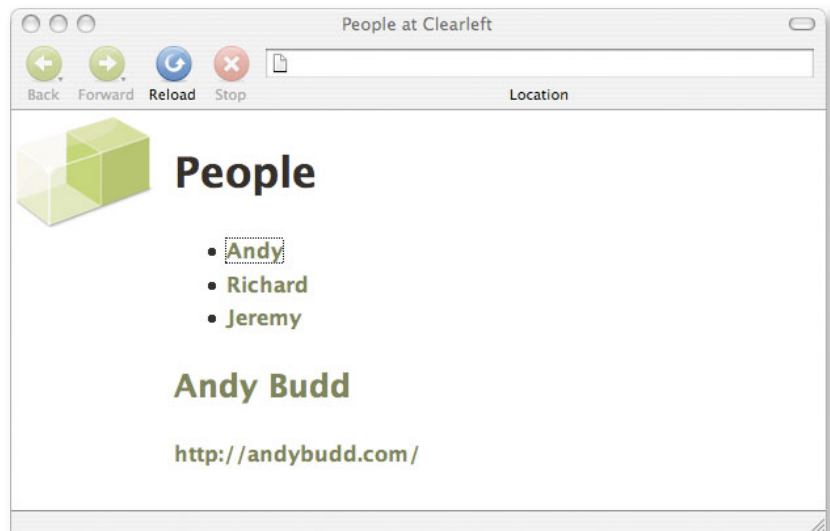 People at Clearleft
Back Forward Reload Stop Location
People
• Andy
• Richard
• Jeremy
Andy Budd
http://andybudd.com/